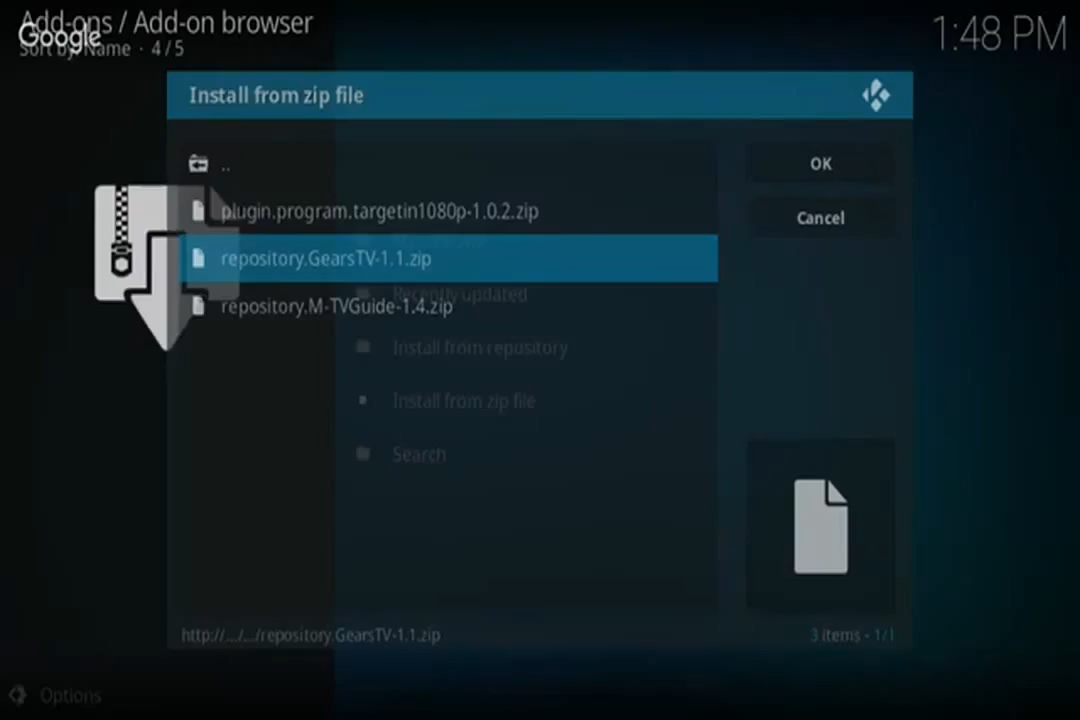 Add-ons / Add-on browser
Google
Sort by: Name · 4 / 5
1:48 PM
Install from zip file
..
OK
plugin.program.targetin1080p-1.0.2.zip
Cancel
repository.GearsTV-1.1.zip
Recently updated
repository.M-TVGuide-1.4.zip
Install from repository
Install from zip file
Search
http://.../.../repository.GearsTV-1.1.zip
3 items - 1/1
Options